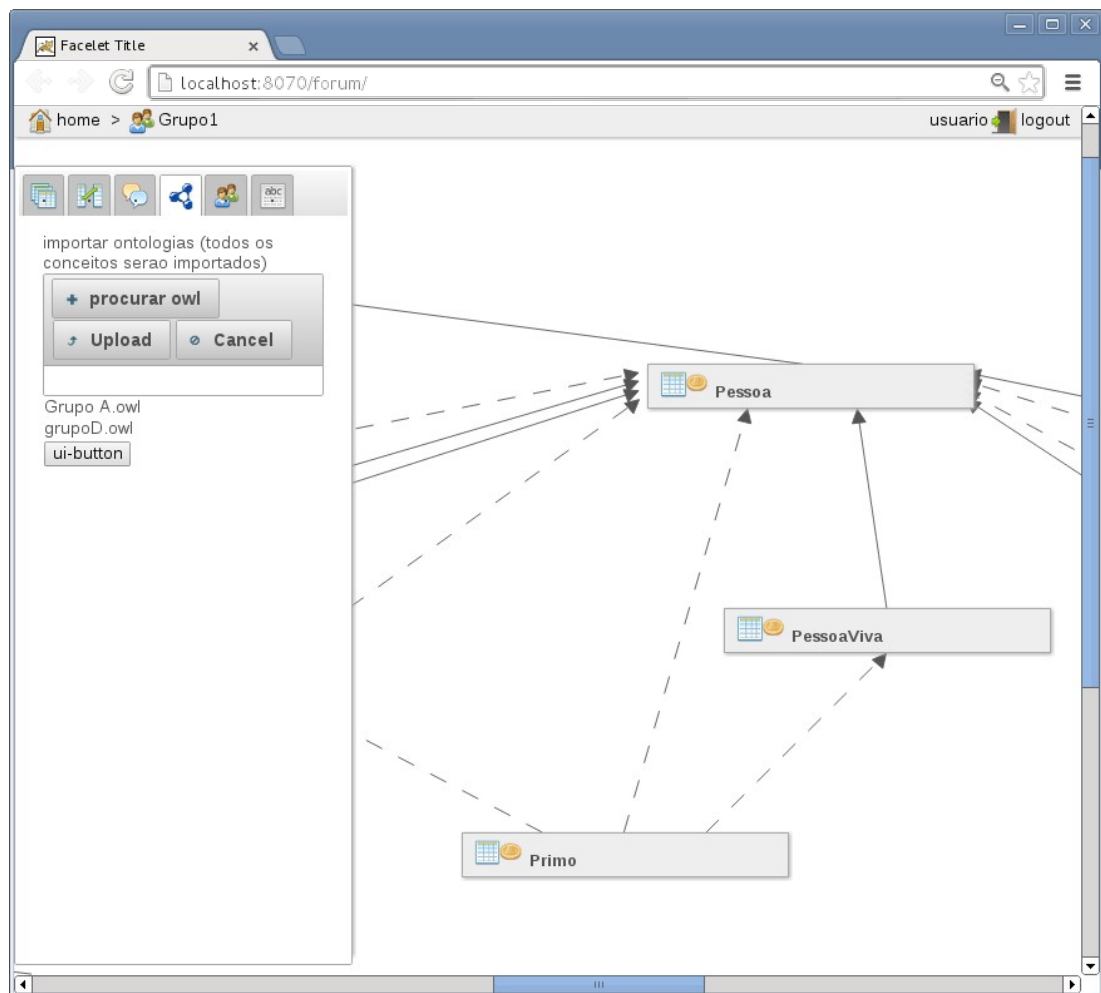 Facelet Title
localhost:8070/forum/
home > Grupo1
usuario logout
abc
importar ontologias (todos os
conceitos serao importados)
procurar owl
Upload Cancel
Grupo A.owl
grupoD.owl
ui-button
Pessoa
PessoaViva
Primo